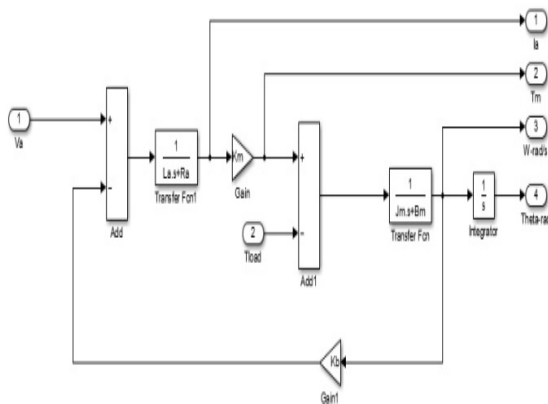 1
Ia
2
Tm
1
Va
+
−
Add
1
La.s+Ra
Transfer Fcn1
Km
Gain
2
Tload
+
−
Add1
1
Jm.s+Bm
Transfer Fcn
1
s
Integrator
3
W-rad/s
4
Theta-rad
Kb
Gain1